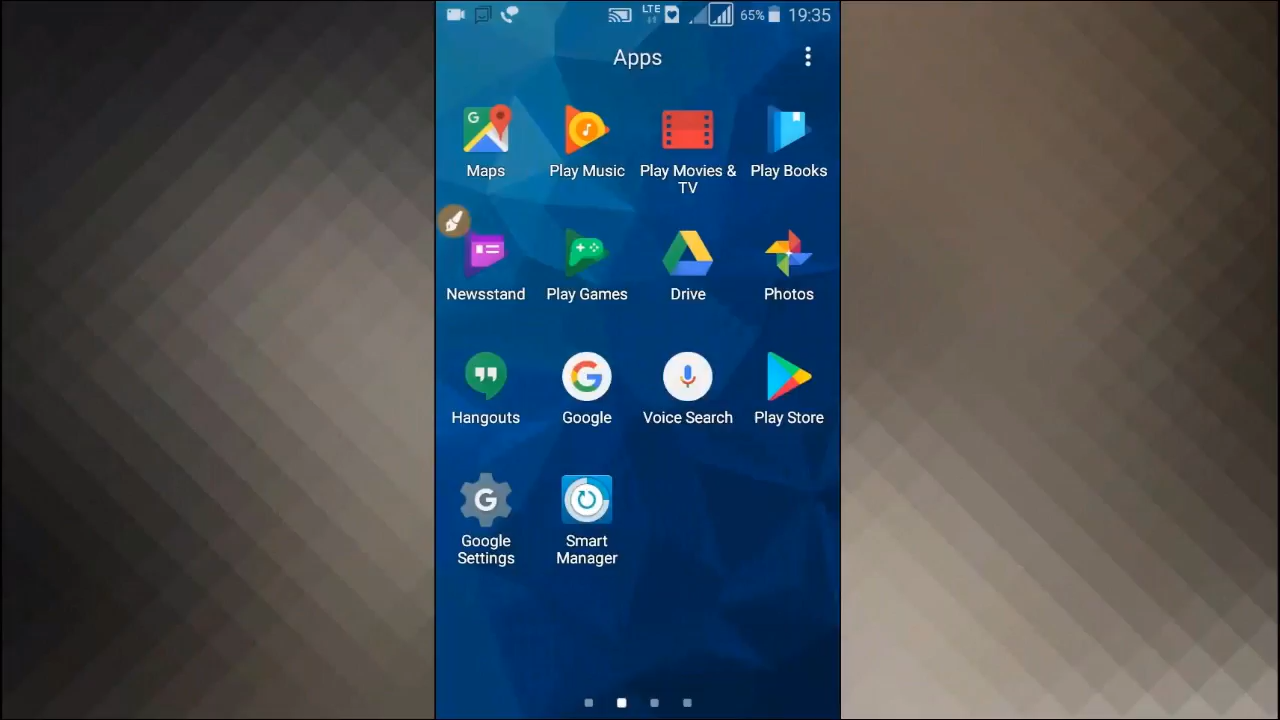 LTE 65% 19:35
Apps
G
Maps Play Music Play Movies & TV Play Books
Newsstand Play Games Drive Photos
G
Hangouts Google Voice Search Play Store
G
Google Settings Smart Manager